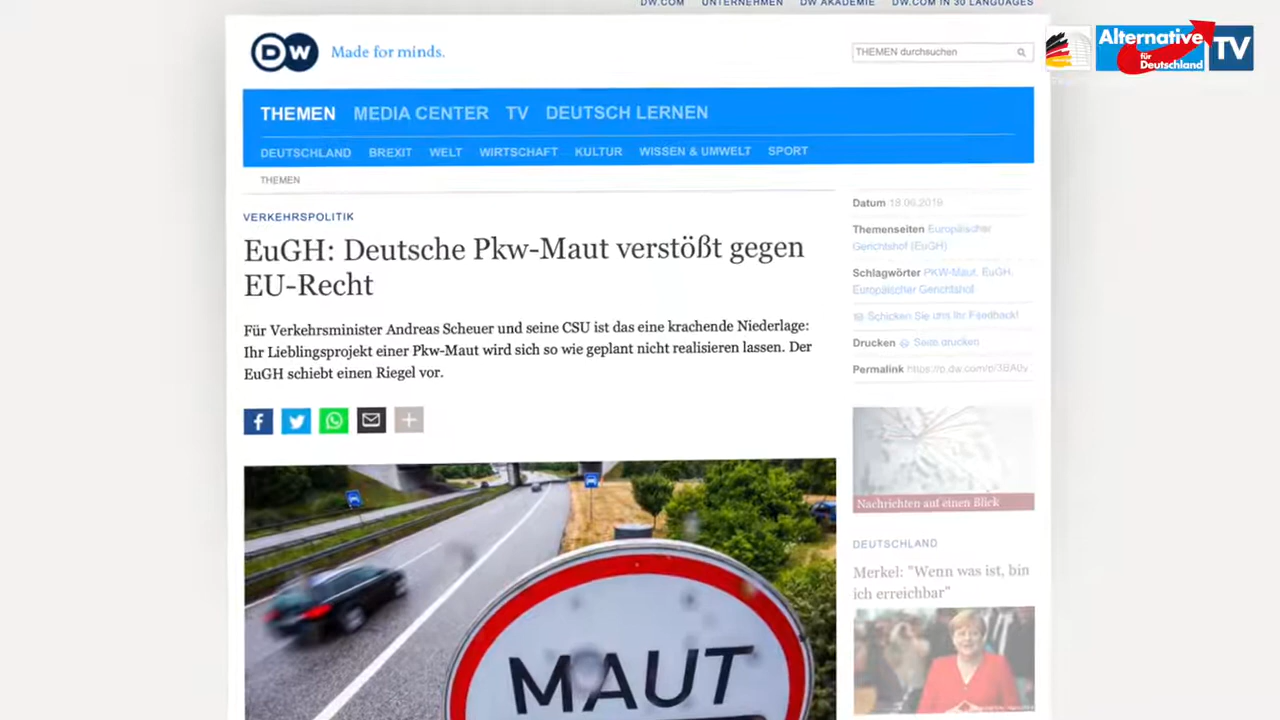 DW.COM UNTERNEHMEN DW AKADEMIE DW.COM IN 30 LANGUAGES
DW Made for minds.
THEMEN durchsuchen
Alternative
für
Deutschland
TV
THEMEN MEDIA CENTER TV DEUTSCH LERNEN
DEUTSCHLAND BREXIT WELT WIRTSCHAFT KULTUR WISSEN & UMWELT SPORT
THEMEN
VERKEHRSPOLITIK
EuGH: Deutsche Pkw-Maut verstößt gegen
EU-Recht
Für Verkehrsminister Andreas Scheuer und seine CSU ist das eine krachende Niederlage:
Ihr Lieblingsprojekt einer Pkw-Maut wird sich so wie geplant nicht realisieren lassen. Der
EuGH schiebt einen Riegel vor.
MAUT
Datum 18.06.2019
Themenseiten Europäischer
Gerichtshof (EuGH)
Schlagwörter PKW-Maut, EuGH,
Europäischer Gerichtshof
Schicken Sie uns Ihr Feedback!
Drucken Seite drucken
Permalink https://p.dw.com/p/3BA0y
Nachrichten auf einen Blick
DEUTSCHLAND
Merkel: "Wenn was ist, bin
ich erreichbar"